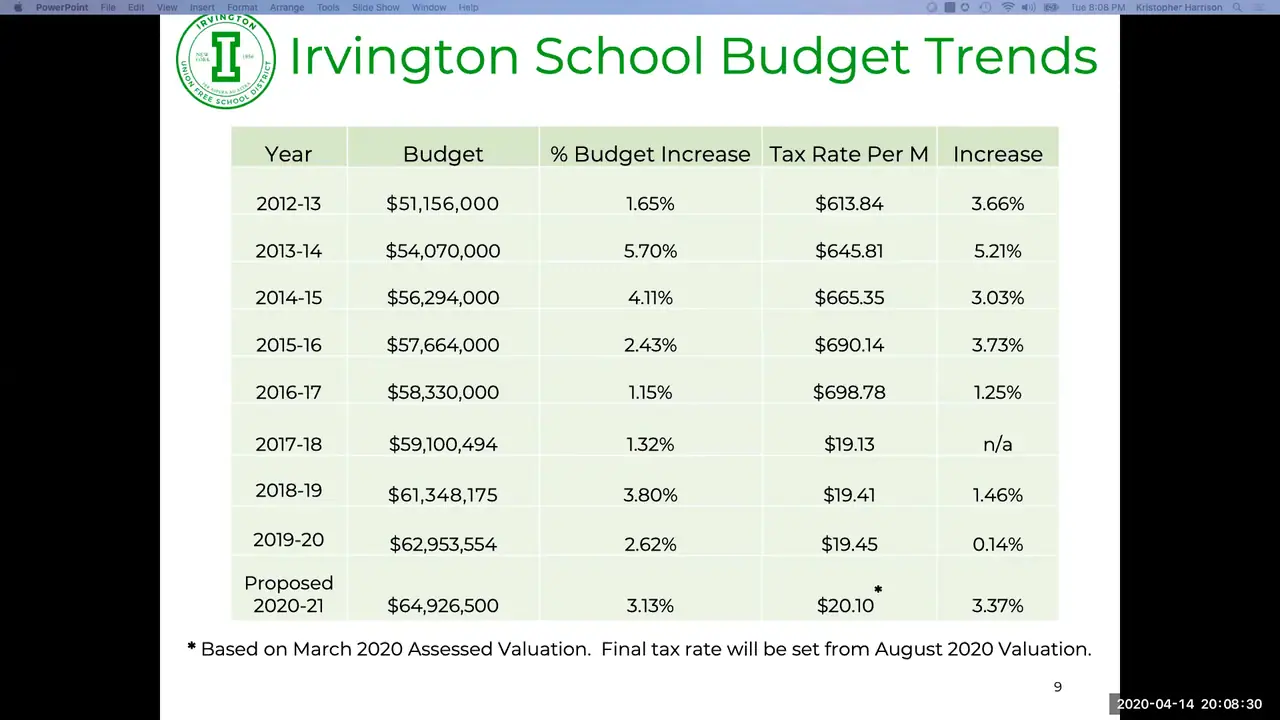 PowerPoint File Edit View Insert Format Arrange Tools Slide Show Window Help Tue 8:08 PM Kristopher Harrison
IRVINGTON
NEW YORK 1956
UNION FREE SCHOOL DISTRICT
Irvington School Budget Trends
Year Budget % Budget Increase Tax Rate Per M Increase
2012-13 $51,156,000 1.65% $613.84 3.66%
2013-14 $54,070,000 5.70% $645.81 5.21%
2014-15 $56,294,000 4.11% $665.35 3.03%
2015-16 $57,664,000 2.43% $690.14 3.73%
2016-17 $58,330,000 1.15% $698.78 1.25%
2017-18 $59,100,494 1.32% $19.13 n/a
2018-19 $61,348,175 3.80% $19.41 1.46%
2019-20 $62,953,554 2.62% $19.45 0.14%
Proposed
2020-21 $64,926,500 3.13% $20.10* 3.37%
* Based on March 2020 Assessed Valuation. Final tax rate will be set from August 2020 Valuation.
9
2020-04-14 20:08:30